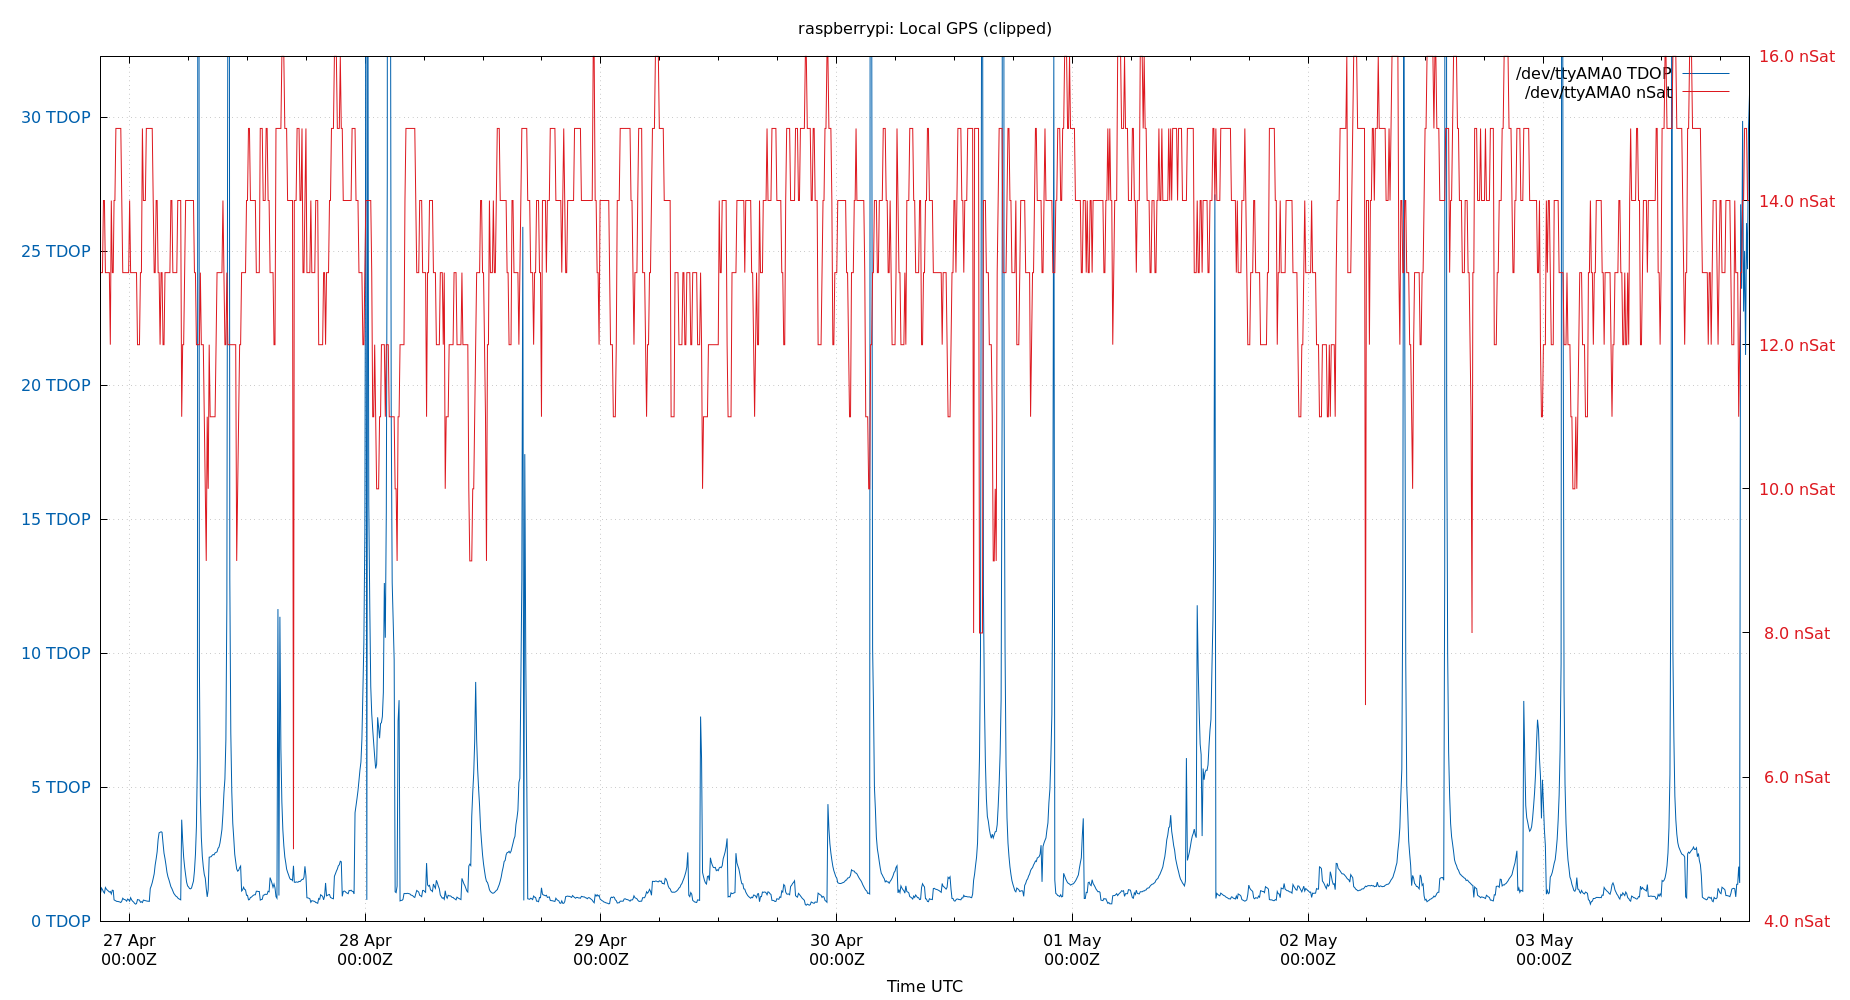 raspberrypi: Local GPS (clipped)
/dev/ttyAMA0 TDOP
/dev/ttyAMA0 nSat
30 TDOP
25 TDOP
20 TDOP
15 TDOP
10 TDOP
5 TDOP
0 TDOP
16.0 nSat
14.0 nSat
12.0 nSat
10.0 nSat
8.0 nSat
6.0 nSat
4.0 nSat
27 Apr 28 Apr 29 Apr 30 Apr 01 May 02 May 03 May
00:00Z 00:00Z 00:00Z 00:00Z 00:00Z 00:00Z 00:00Z
Time UTC